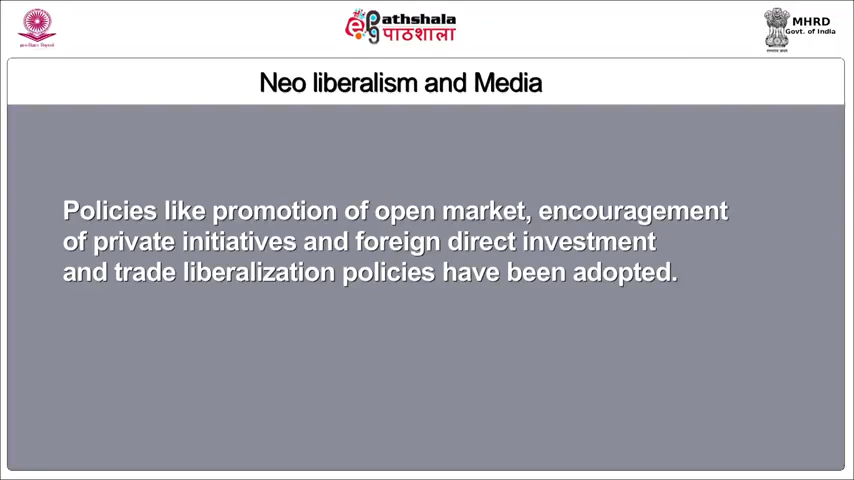 ePathshala
पाठशाला
MHRD
Govt. of India
Neo liberalism and Media
Policies like promotion of open market, encouragement
of private initiatives and foreign direct investment
and trade liberalization policies have been adopted.